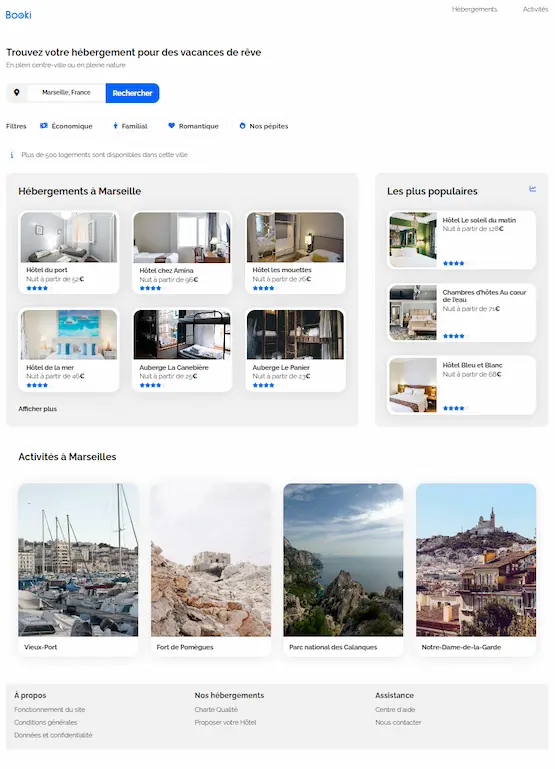 Booki
Hébergements
Activités
Trouvez votre hébergement pour des vacances de rêve
En plein centre-ville ou en pleine nature
Marseille, France
Rechercher
Filtres
Économique
Familial
Romantique
Nos pépites
Plus de 500 logements sont disponibles dans cette ville
Hébergements à Marseille
Hôtel du port
Nuit à partir de 52€
Hôtel chez Amina
Nuit à partir de 96€
Hôtel les mouettes
Nuit à partir de 76€
Hôtel de la mer
Nuit à partir de 46€
Auberge La Canebière
Nuit à partir de 25€
Auberge Le Panier
Nuit à partir de 23€
Afficher plus
Les plus populaires
Hôtel Le soleil du matin
Nuit à partir de 128€
Chambres d'hôtes Au cœur
de l'eau
Nuit à partir de 71€
Hôtel Bleu et Blanc
Nuit à partir de 68€
Activités à Marseilles
Vieux-Port
Fort de Pomègues
Parc national des Calanques
Notre-Dame-de-la-Garde
À propos
Fonctionnement du site
Conditions générales
Données et confidentialité
Nos hébergements
Charte Qualité
Proposer votre Hôtel
Assistance
Centre d'aide
Nous contacter